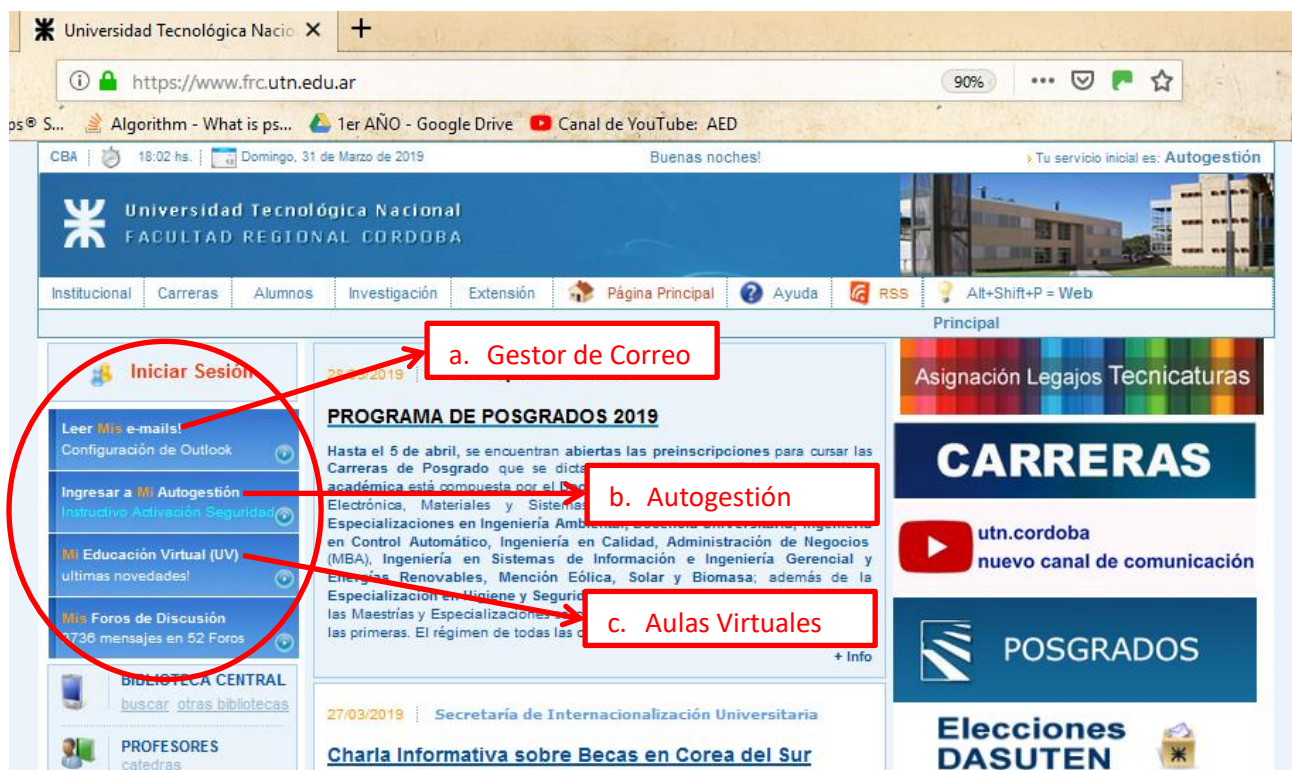 Universidad Tecnológica Nacio
https://www.frc.utn.edu.ar
90%
os® S... Algorithm - What is ps... 1er AÑO - Google Drive Canal de YouTube: AED
CBA 18:02 hs. Domingo, 31 de Marzo de 2019 Buenas noches! Tu servicio inicial es: Autogestión
Universidad Tecnológica Nacional
FACULTAD REGIONAL CORDOBA
Institucional Carreras Alumnos Investigación Extensión Página Principal Ayuda RSS Alt+Shift+P = Web
Principal
Iniciar Sesión
Leer Mis e-mails!
Configuración de Outlook
Ingresar a Mi Autogestión
Instructivo Activación Seguridad
Mi Educación Virtual (UV)
ultimas novedades!
Mis Foros de Discusión
3736 mensajes en 52 Foros
BIBLIOTECA CENTRAL
buscar otras bibliotecas
PROFESORES
catedras
a. Gestor de Correo
b. Autogestión
c. Aulas Virtuales
28/03/2019
PROGRAMA DE POSGRADOS 2019
Hasta el 5 de abril, se encuentran abiertas las preinscripciones para cursar las
Carreras de Posgrado que se
académica está compuesta por el
Electrónica, Materiales y Sistemas
Especializaciones en Ingeniería Ambiental, Docencia Universitaria, Ingeniería
en Control Automático, Ingeniería en Calidad, Administración de Negocios
(MBA), Ingeniería en Sistemas de Información e Ingeniería Gerencial y
Energías Renovables, Mención Eólica, Solar y Biomasa; además de la
Especialización en Higiene y
las Maestrías y Especializaciones
las primeras. El régimen de todas las
+ Info
27/03/2019 Secretaría de Internacionalización Universitaria
Charla Informativa sobre Becas en Corea del Sur
Asignación Legajos Tecnicaturas
CARRERAS
utn.cordoba
nuevo canal de comunicación
POSGRADOS
Elecciones
DASUTEN